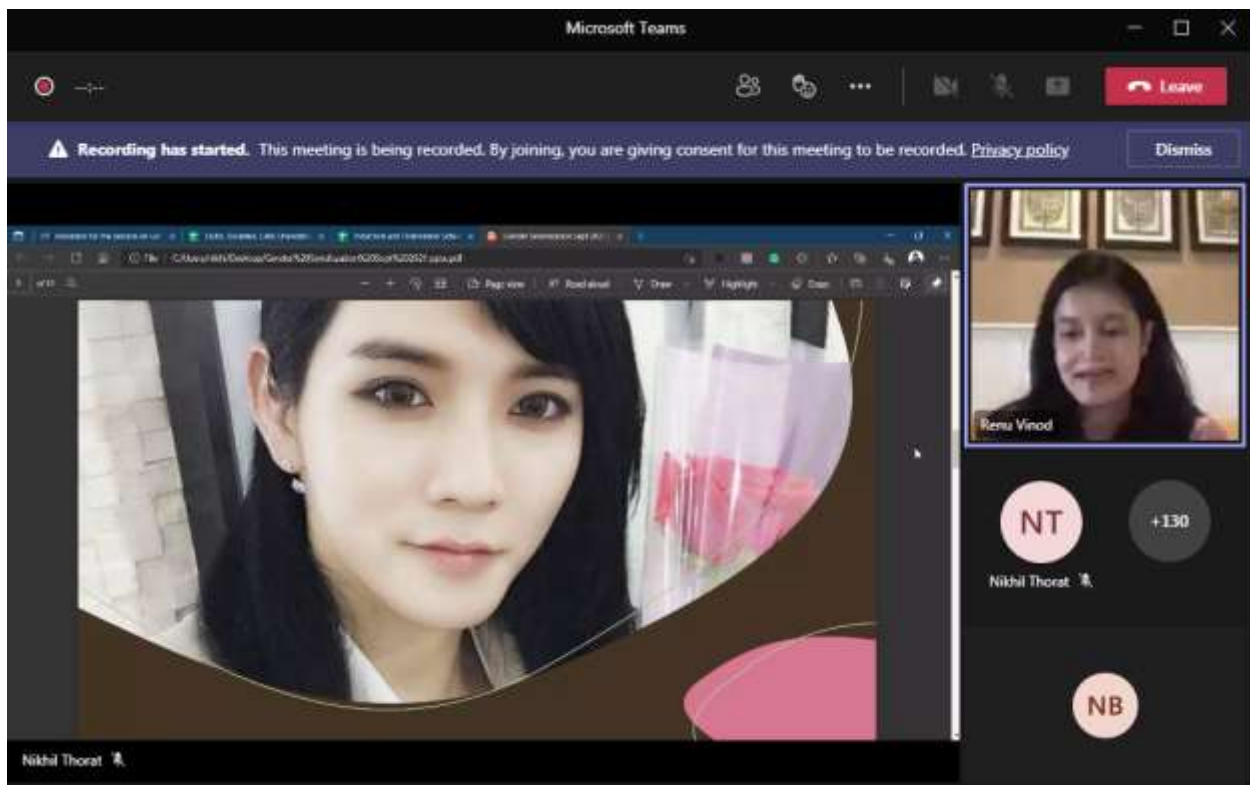 Microsoft Teams
--:--
Leave
Recording has started. This meeting is being recorded. By joining, you are giving consent for this meeting to be recorded. Privacy policy
Dismiss
File
Page view
Read aloud
Draw
Highlight
Erase
Renu Vinod
NT
+130
Nikhil Thorat
NB
Nikhil Thorat